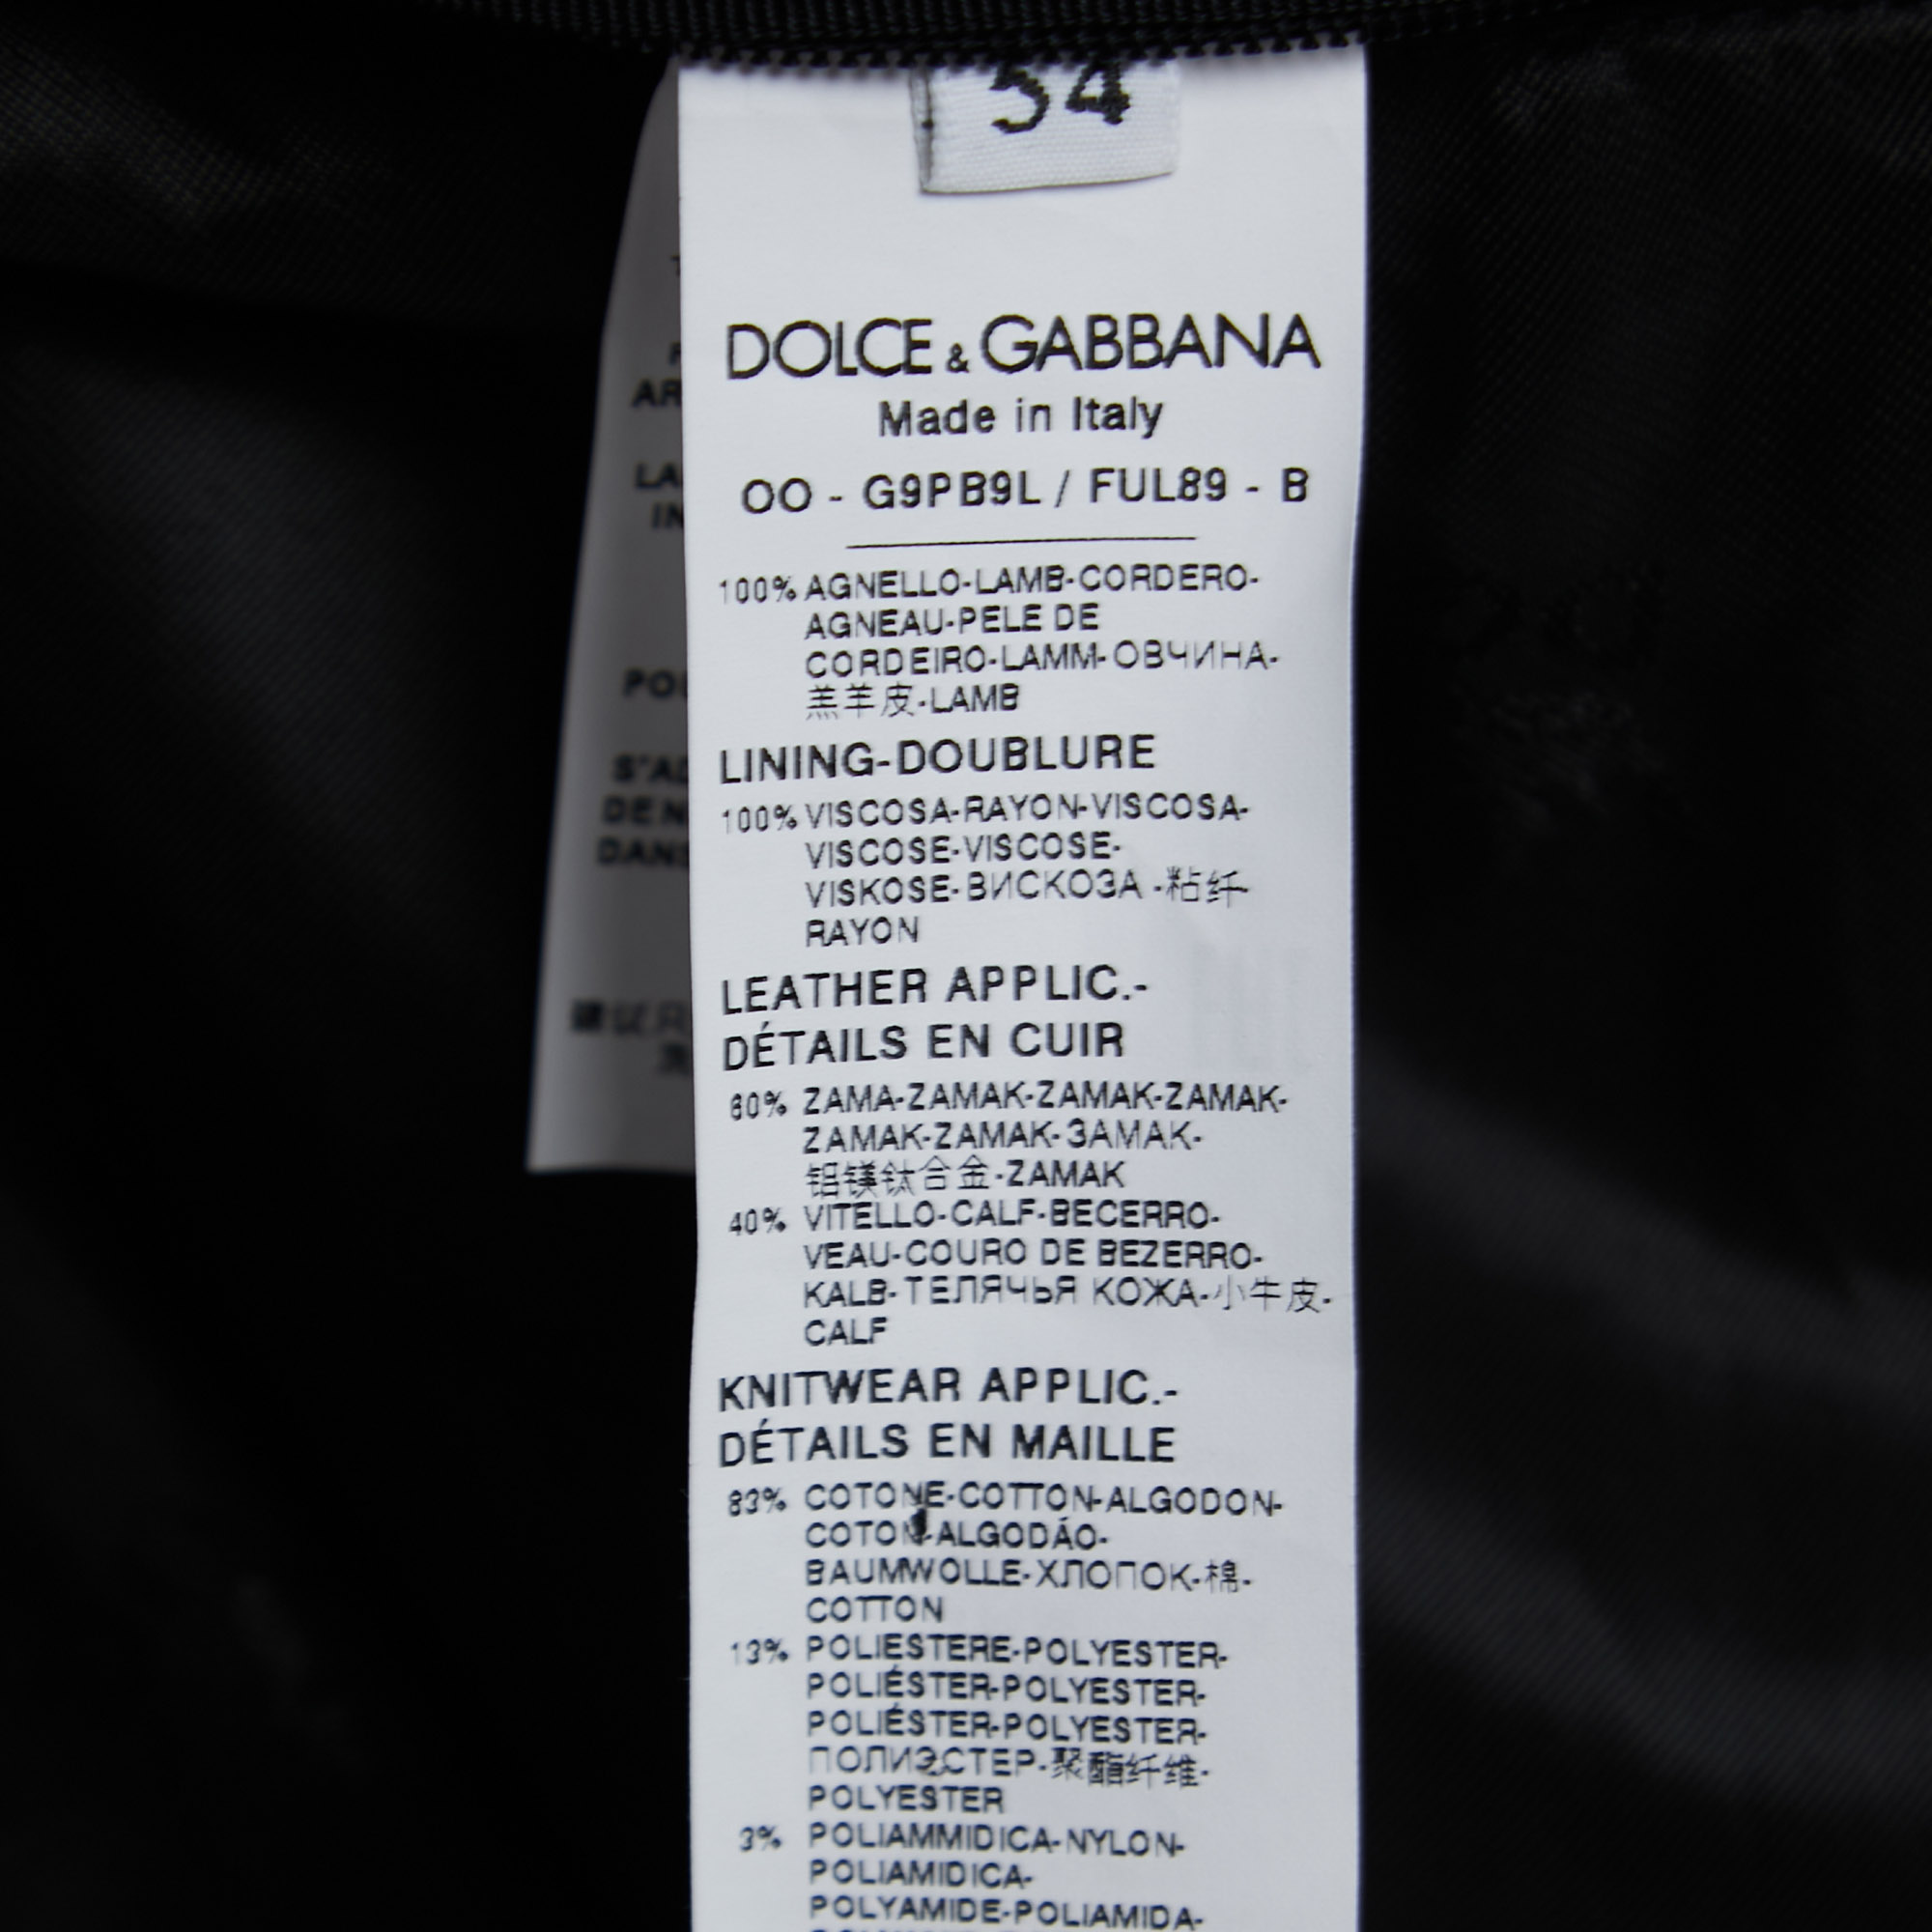 54
DOLCE & GABBANA
Made in Italy
OO - G9PB9L / FUL89 - B
100% AGNELLO-LAMB-CORDERO-
AGNEAU-PELE DE
CORDEIRO-LAMM-ОВЧИНА-
羔羊皮-LAMB
LINING-DOUBLURE
100% VISCOSA-RAYON-VISCOSA-
VISCOSE-VISCOSE-
VISKOSE-ВИСКОЗА -粘纤-
RAYON
LEATHER APPLIC.-
DÉTAILS EN CUIR
60% ZAMA-ZAMAK-ZAMAK-ZAMAK-
ZAMAK-ZAMAK-ЗАМАК-
铝镁钛合金-ZAMAK
40% VITELLO-CALF-BECERRO-
VEAU-COURO DE BEZERRO-
KALB-ТЕЛЯЧЬЯ КОЖА-小牛皮-
CALF
KNITWEAR APPLIC.-
DÉTAILS EN MAILLE
83% COTONE-COTTON-ALGODON-
COTON-ALGODÃO-
BAUMWOLLE-ХЛОПОК-棉-
COTTON
13% POLIESTERE-POLYESTER-
POLIÉSTER-POLYESTER-
POLIÉSTER-POLYESTER-
ПОЛИЭСТЕР-聚酯纤维-
POLYESTER
3% POLIAMMIDICA-NYLON-
POLIAMIDICA-
POLYAMIDE-POLIAMIDA-